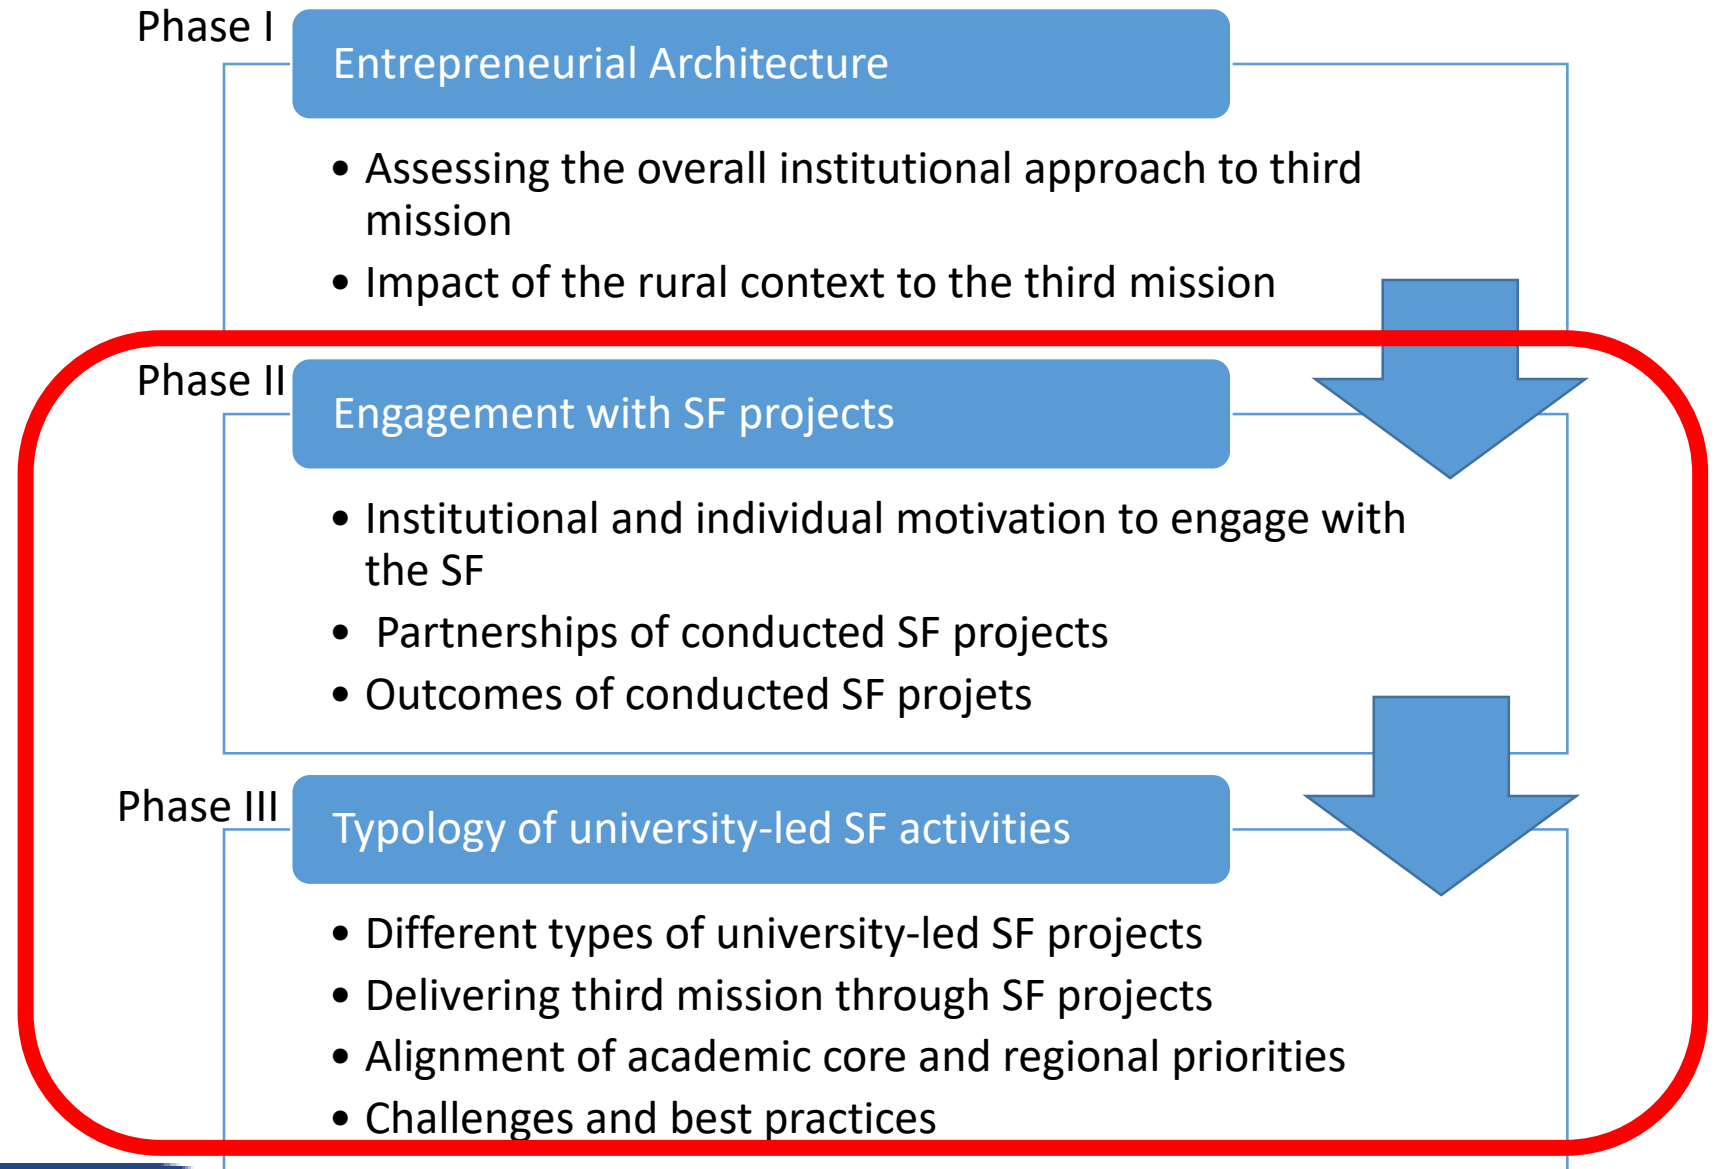 Phase I
Entrepreneurial Architecture
• Assessing the overall institutional approach to third
mission
• Impact of the rural context to the third mission
Phase II
Engagement with SF projects
• Institutional and individual motivation to engage with
the SF
• Partnerships of conducted SF projects
• Outcomes of conducted SF projets
Phase III
Typology of university-led SF activities
• Different types of university-led SF projects
• Delivering third mission through SF projects
• Alignment of academic core and regional priorities
• Challenges and best practices